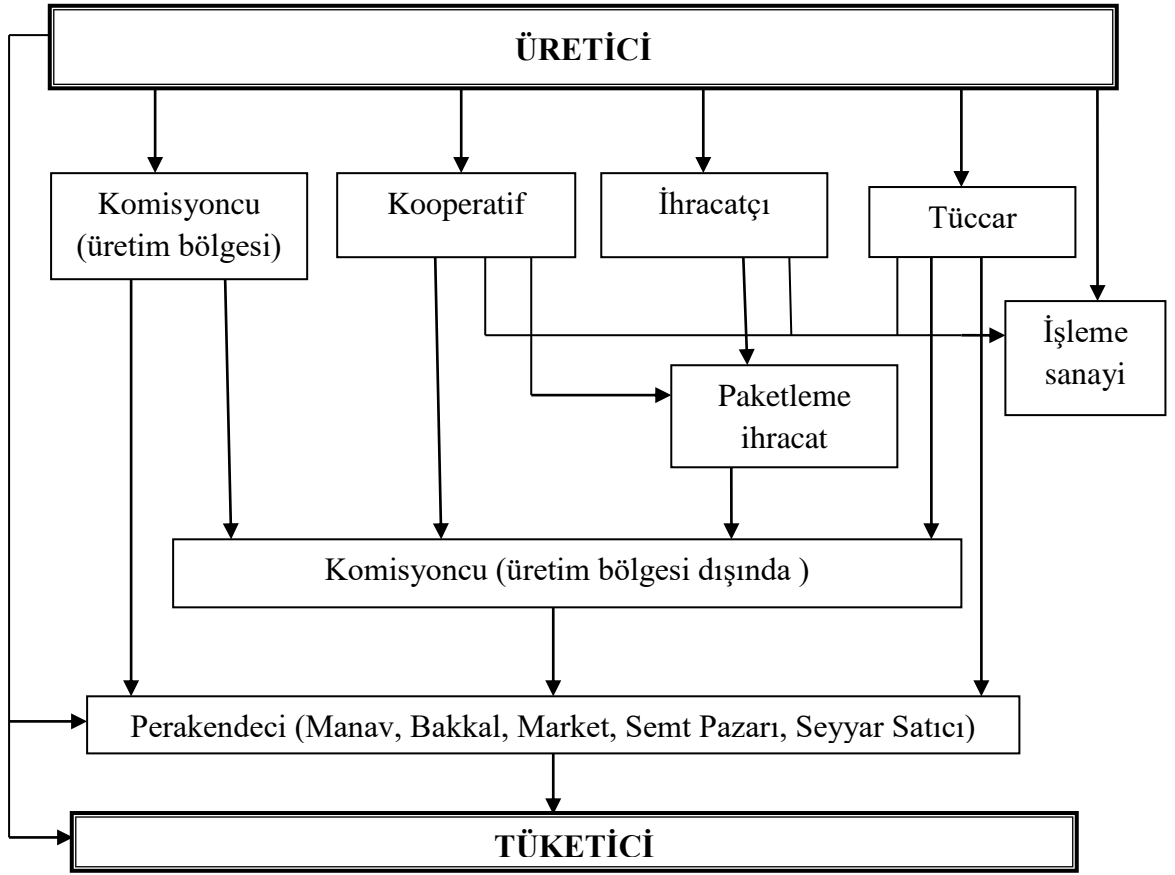 ÜRETİCİ
Komisyoncu
(üretim bölgesi)
Kooperatif
İhracatçı
Tüccar
İşleme
sanayi
Paketleme
ihracat
Komisyoncu (üretim bölgesi dışında )
Perakendeci (Manav, Bakkal, Market, Semt Pazarı, Seyyar Satıcı)
TÜKETİCİ